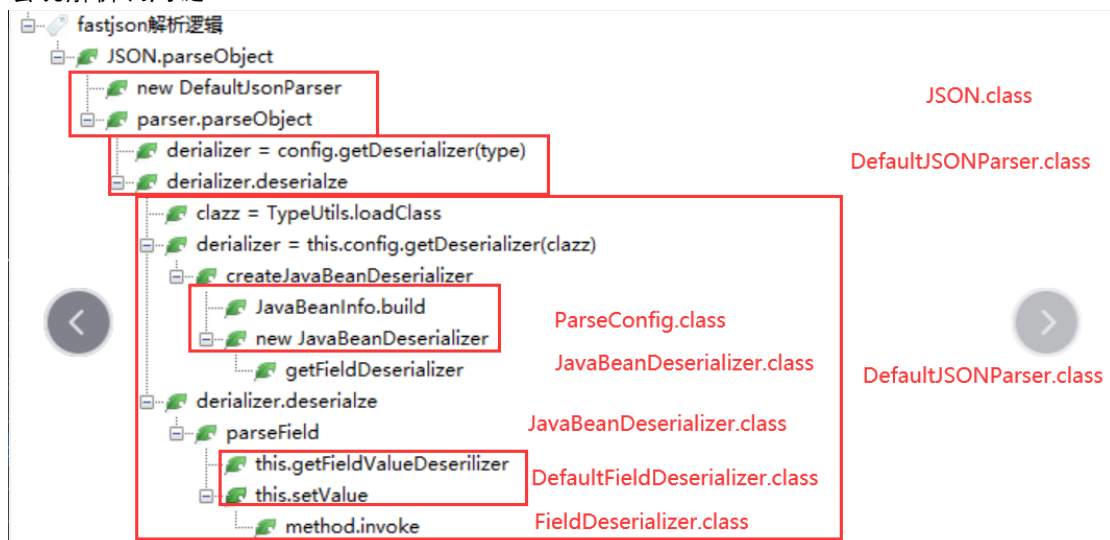 fastjson解析逻辑
JSON.parseObject
new DefaultJsonParser
JSON.class
parser.parseObject
derializer = config.getDeserializer(type)
DefaultJSONParser.class
derializer.deserialze
clazz = TypeUtils.loadClass
derializer = this.config.getDeserializer(clazz)
createJavaBeanDeserializer
JavaBeanInfo.build
ParseConfig.class
new JavaBeanDeserializer
getFieldDeserializer
JavaBeanDeserializer.class
DefaultJSONParser.class
derializer.deserialze
JavaBeanDeserializer.class
parseField
this.getFieldValueDeserilizer
DefaultFieldDeserializer.class
this.setValue
method.invoke
FieldDeserializer.class